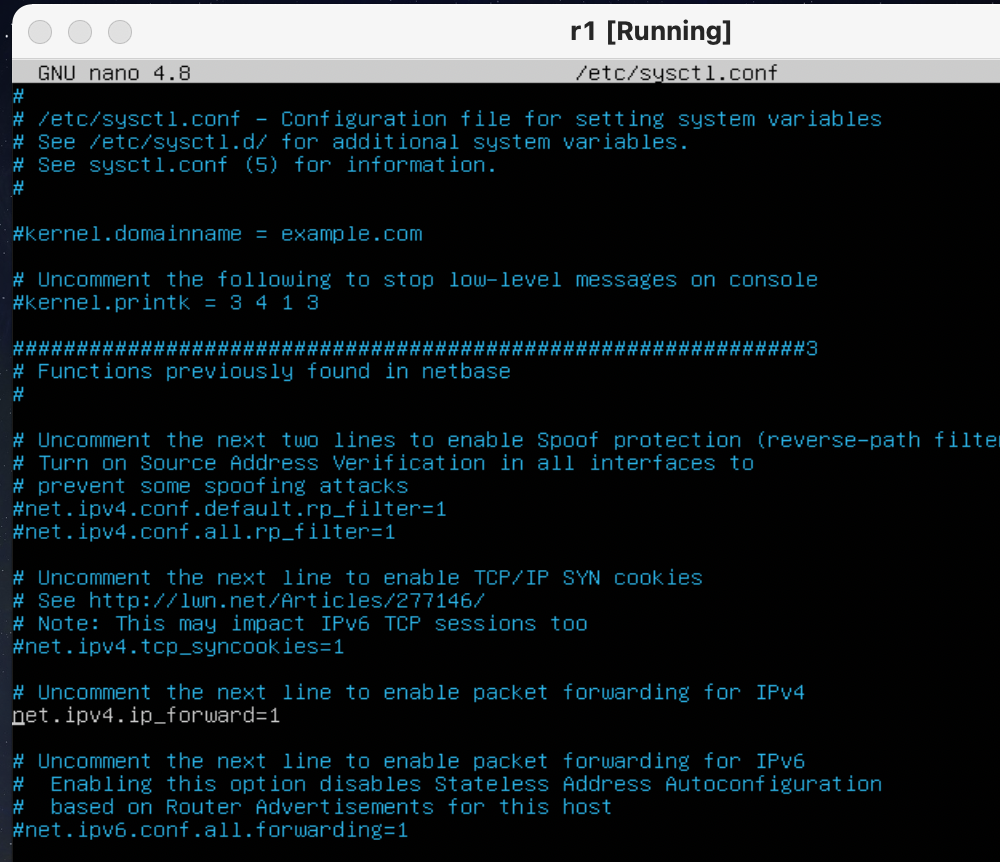 r1 [Running]
GNU nano 4.8 /etc/sysctl.conf
#
# /etc/sysctl.conf - Configuration file for setting system variables
# See /etc/sysctl.d/ for additional system variables.
# See sysctl.conf (5) for information.
#
#kernel.domainname = example.com
# Uncomment the following to stop low-level messages on console
#kernel.printk = 3 4 1 3
##############################################################3
# Functions previously found in netbase
#
# Uncomment the next two lines to enable Spoof protection (reverse-path filter
# Turn on Source Address Verification in all interfaces to
# prevent some spoofing attacks
#net.ipv4.conf.default.rp_filter=1
#net.ipv4.conf.all.rp_filter=1
# Uncomment the next line to enable TCP/IP SYN cookies
# See http://lwn.net/Articles/277146/
# Note: This may impact IPv6 TCP sessions too
#net.ipv4.tcp_syncookies=1
# Uncomment the next line to enable packet forwarding for IPv4
net.ipv4.ip_forward=1
# Uncomment the next line to enable packet forwarding for IPv6
#  Enabling this option disables Stateless Address Autoconfiguration
#  based on Router Advertisements for this host
#net.ipv6.conf.all.forwarding=1